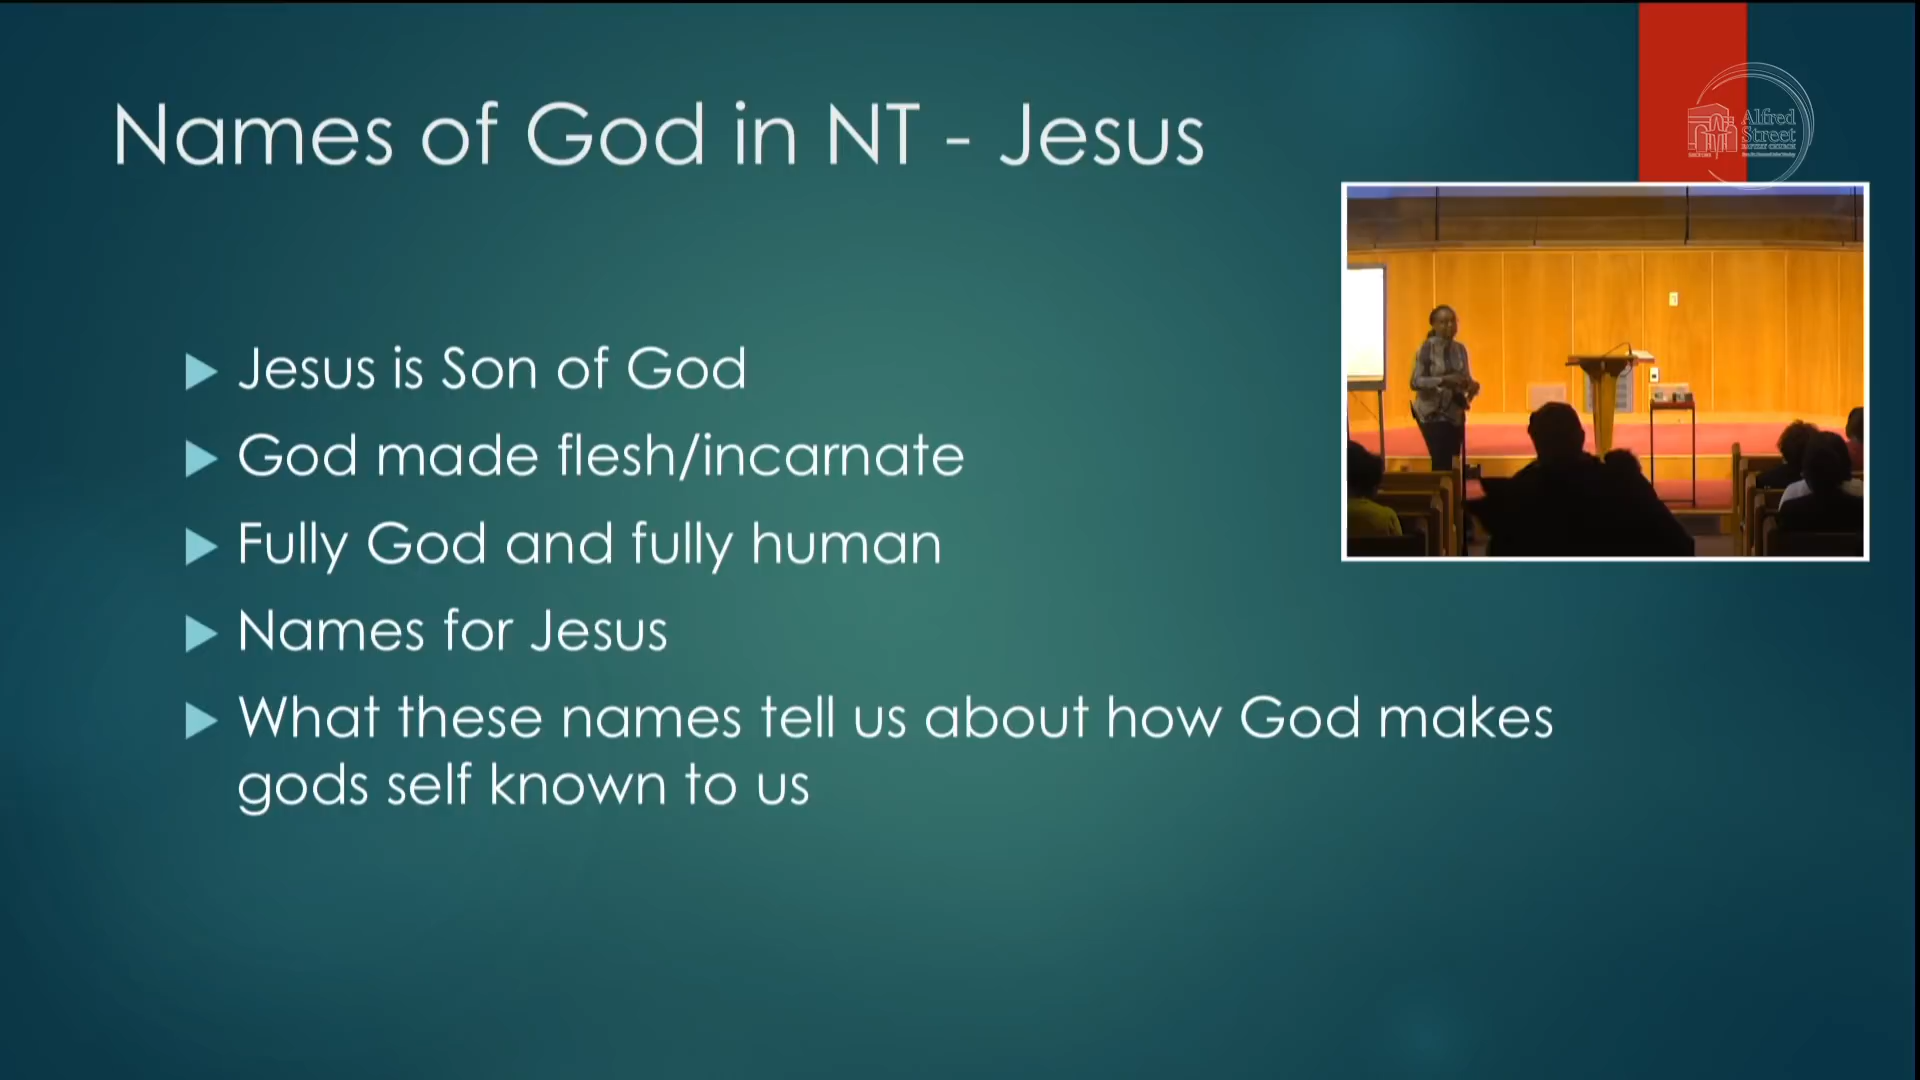 Names of God in NT - Jesus
Alfred
Street
BAPTIST CHURCH
Jesus is Son of God
God made flesh/incarnate
Fully God and fully human
Names for Jesus
What these names tell us about how God makes
gods self known to us